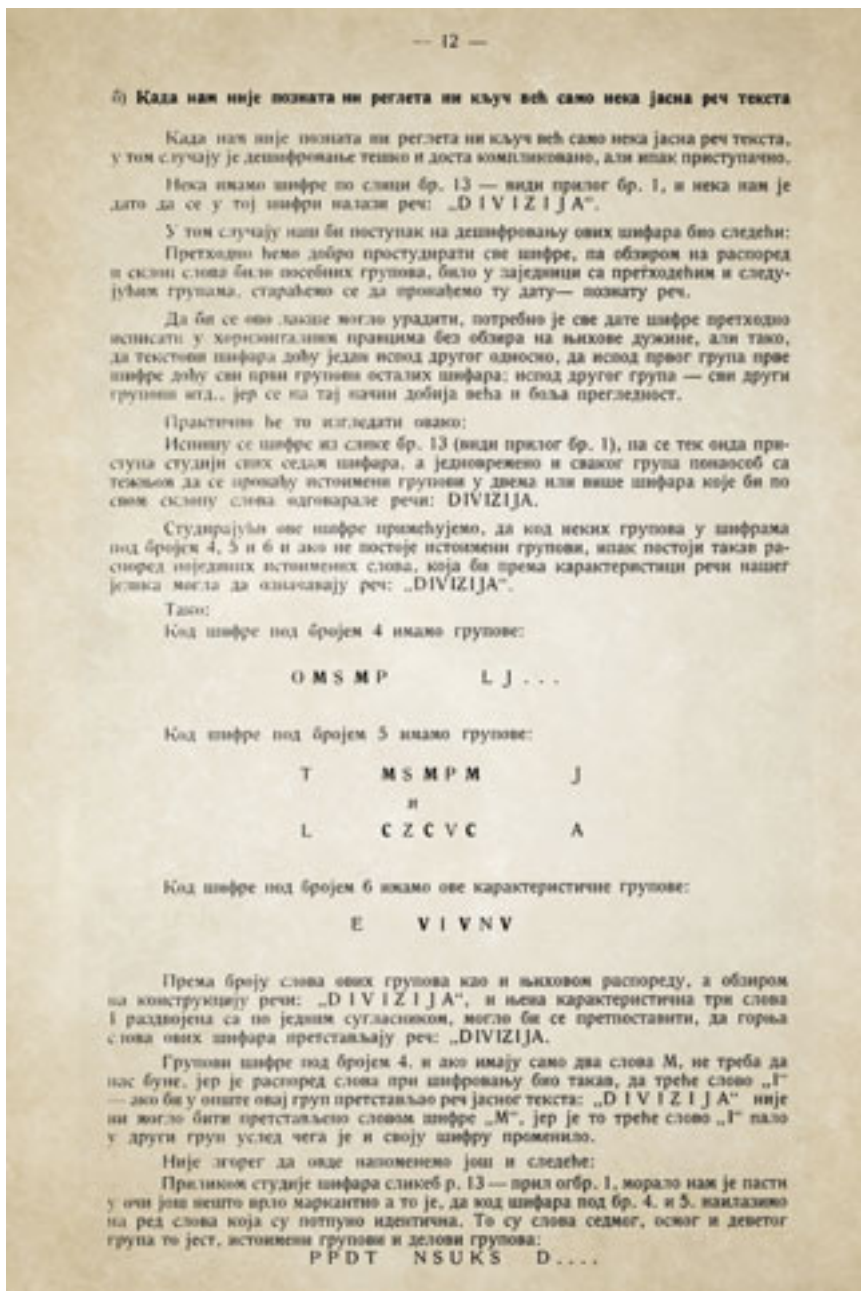 — 12 —
б) Када нам није позната ни реглета ни кључ већ само нека јасна реч текста
Када нам није позната ни реглета ни кључ већ само нека јасна реч текста,
у том случају је дешифровање тешко и доста компликовано, али ипак приступачно.
Нека имамо шифре по слици бр. 13 — види прилог бр. 1, и нека нам је
дато да се у тој шифри налази реч: „D I V I Z I J A“.
У том случају наш би поступак на дешифровању ових шифара био следећи:
Претходно ћемо добро простудирати све шифре, па обзиром на распоред
и склоп слова било посебних групова, било у заједници са претходећим и следу-
јућим групама, стараћемо се да пронађемо ту дату— познату реч.
Да би се ово лакше могло урадити, потребно је све дате шифре претходно
исписати у хоризонталним правцима без обзира на њихове дужине, али тако,
да текстови шифара дођу један испод другог односно, да испод првог група прве
шифре дођу сви први групови осталих шифара; испод другог група — сви други
групови итд., јер се на тај начин добија већа и боља прегледност.
Практично ће то изгледати овако:
Испишу се шифре из слике бр. 13 (види прилог бр. 1), па се тек онда при-
ступа студији свих седам шифара, а једновремено и сваког група понаособ са
тежњом да се пронађу истоимени групови у двема или више шифара које би по
свом склопу слова одговарале речи: DIVIZIJA.
Студирајући ове шифре примећујемо, да код неких групова у шифрама
под бројем 4, 5 и 6 и ако не постоје истоимени групови, ипак постоји такав ра-
според појединих истоимених слова, која би према карактеристици речи нашег
језика могла да означавају реч: „DIVIZIJA“.
Тако:
Код шифре под бројем 4 имамо групове:
O M S M P L J . . .
Код шифре под бројем 5 имамо групове:
T M S M P M J
и
L C Z C V C A
Код шифре под бројем 6 имамо ове карактеристичне групове:
E V I V N V
Према броју слова ових групова као и њиховом распореду, а обзиром
на конструкцију речи: „D I V I Z I J A“, и њена карактеристична три слова
I раздвојена са по једним сугласником, могло би се претпоставити, да горња
слова ових шифара претстављају реч: „DIVIZIJA.
Групови шифре под бројем 4. и ако имају само два слова М, не треба да
нас буне, јер је распоред слова при шифровању био такав, да треће слово „I“
— ако би у опште овај груп претстављао реч јасног текста: „D I V I Z I J A“ није
ни могло бити претстављено словом шифре „М“, јер је то треће слово „I“ пало
у други груп услед чега је и своју шифру променило.
Није згорег да овде напоменемо још и следеће:
Приликом студије шифара сликеб р. 13 — прил огбр. 1, морало нам је пасти
у очи још нешто врло маркантно а то је, да код шифара под бр. 4. и 5. наилазимо
на ред слова која су потпуно идентична. То су слова седмог, осмог и деветог
група то јест, истоимени групови и делови групова:
P P D T N S U K S D . . . .